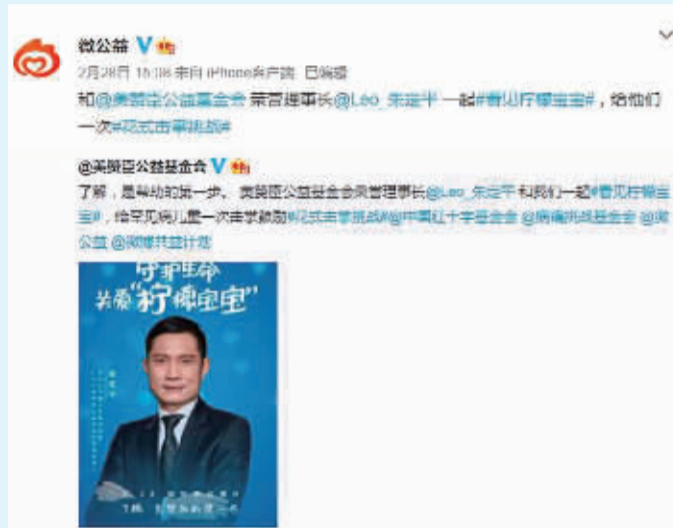 微公益
2月28日 15:08 来自 iPhone客户端 已编辑
和@美赞臣公益基金会 荣誉理事长@Leo_朱定平 一起#看见柠檬宝宝#，给他们
一次#花式击掌挑战#
@美赞臣公益基金会
了解，是帮助的第一步。美赞臣公益基金会荣誉理事长@Leo_朱定平 和我们一起#看见柠檬宝
宝#，给罕见病儿童一次击掌鼓励#花式击掌挑战#@中国红十字基金会 @病痛挑战基金会 @微
公益 @微博共益计划
守护生命
关爱“柠檬宝宝”